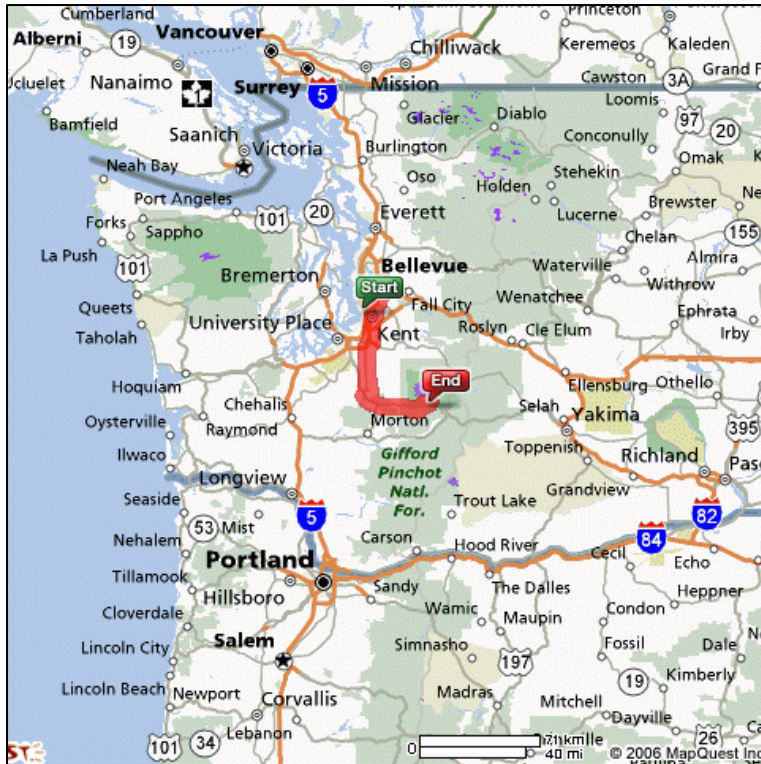 Cumberland
Princeton
Vancouver
Alberni
19
Chilliwack
Keremeos
Kaleden
Nanaimo
Cawston
Grand F
3A
Ucluelet
Surrey
5
Mission
Loomis
Glacier
Diablo
97
20
Bamfield
Saanich
Conconully
Victoria
Burlington
Omak
Neah Bay
Oso
Stehekin
Holden
Brewster
Ne
Port Angeles
20
Lucerne
101
Everett
155
Forks
Sappho
Chelan
La Push
Bellevue
Waterville
Almira
101
Bremerton
Withrow
Start
Fall City
Wenatchee
Queets
University Place
Ephrata
Taholah
Kent
Roslyn
Cle Elum
Irby
Hoquiam
End
Ellensburg
Othello
Chehalis
Selah
Oysterville
Raymond
Morton
Yakima
395
Ilwaco
Gifford
Pinchot
Natl.
For.
Toppenish
Richland
Pasc
Longview
Grandview
Seaside
Trout Lake
53
Mist
5
82
Nehalem
Carson
Hood River
84
Cecil
Echo
Portland
Tillamook
Sandy
The Dalles
Heppner
Hillsboro
Cloverdale
Wamic
Maupin
Condon
Salem
Lincoln City
Simnasho
197
Fossil
Dale
19
Kimberly
Lincoln Beach
Newport
Corvallis
Madras
Mitchell
Dayville
Lebanon
101
34
26
0
71 km
40 mi
© 2006 MapQuest Inc
ST